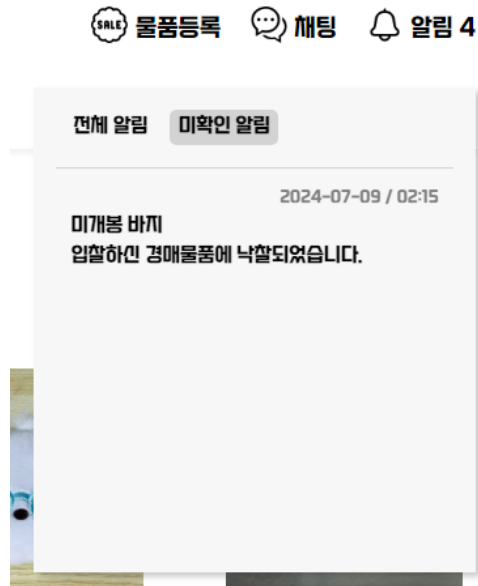 SALE 물품등록 채팅 알림 4
전체 알림 미확인 알림
2024-07-09 / 02:15
미개봉 바지
입찰하신 경매물품에 낙찰되었습니다.